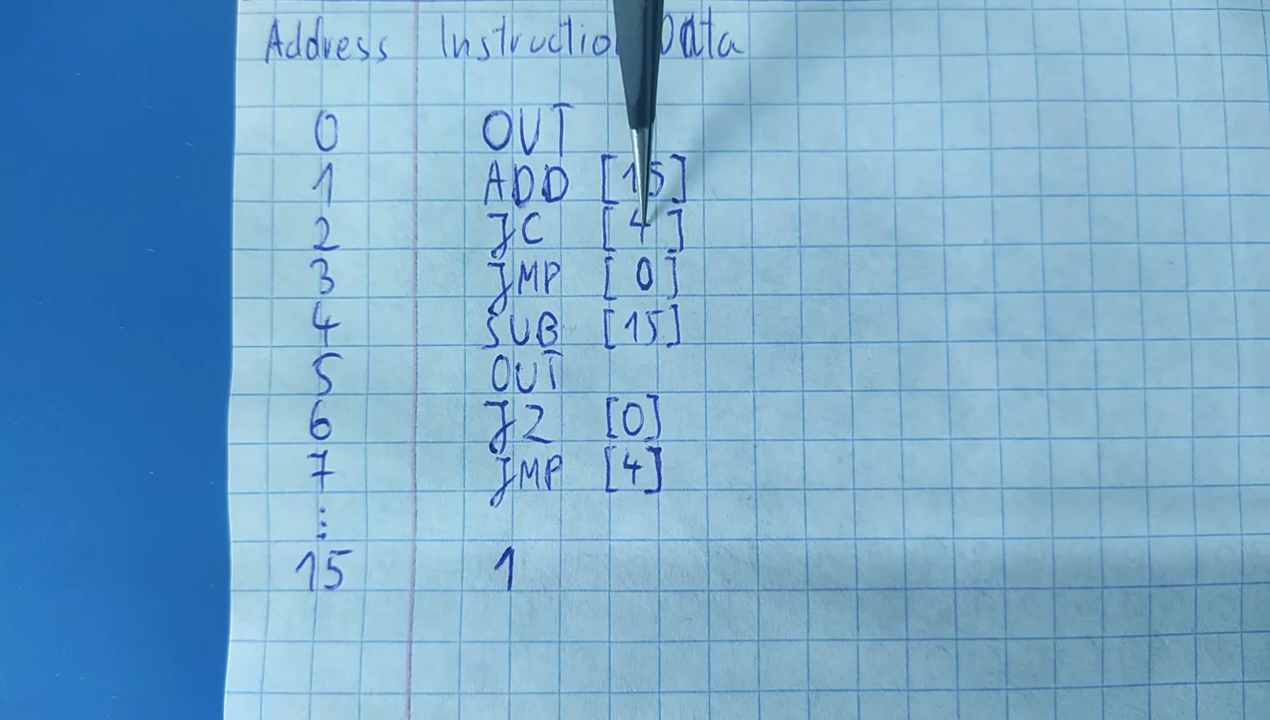 Address Instruction Data
0 OUT
1 ADD [15]
2 JC [4]
3 JMP [0]
4 SUB [15]
5 OUT
6 JZ [0]
7 JMP [4]
⋮
15 1